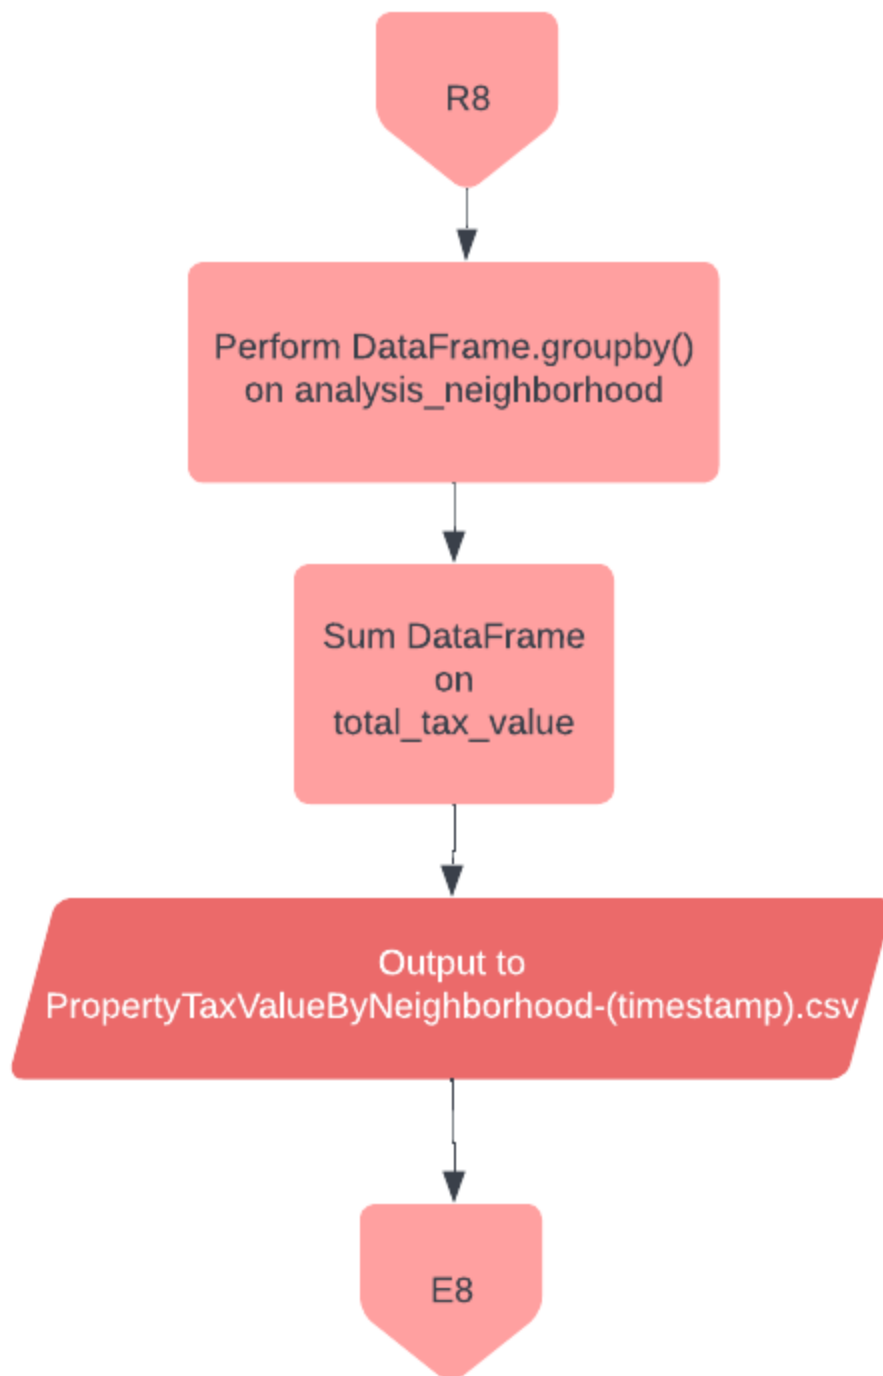 R8
Perform DataFrame.groupby()
on analysis_neighborhood
Sum DataFrame
on
total_tax_value
Output to
PropertyTaxValueByNeighborhood-(timestamp).csv
E8